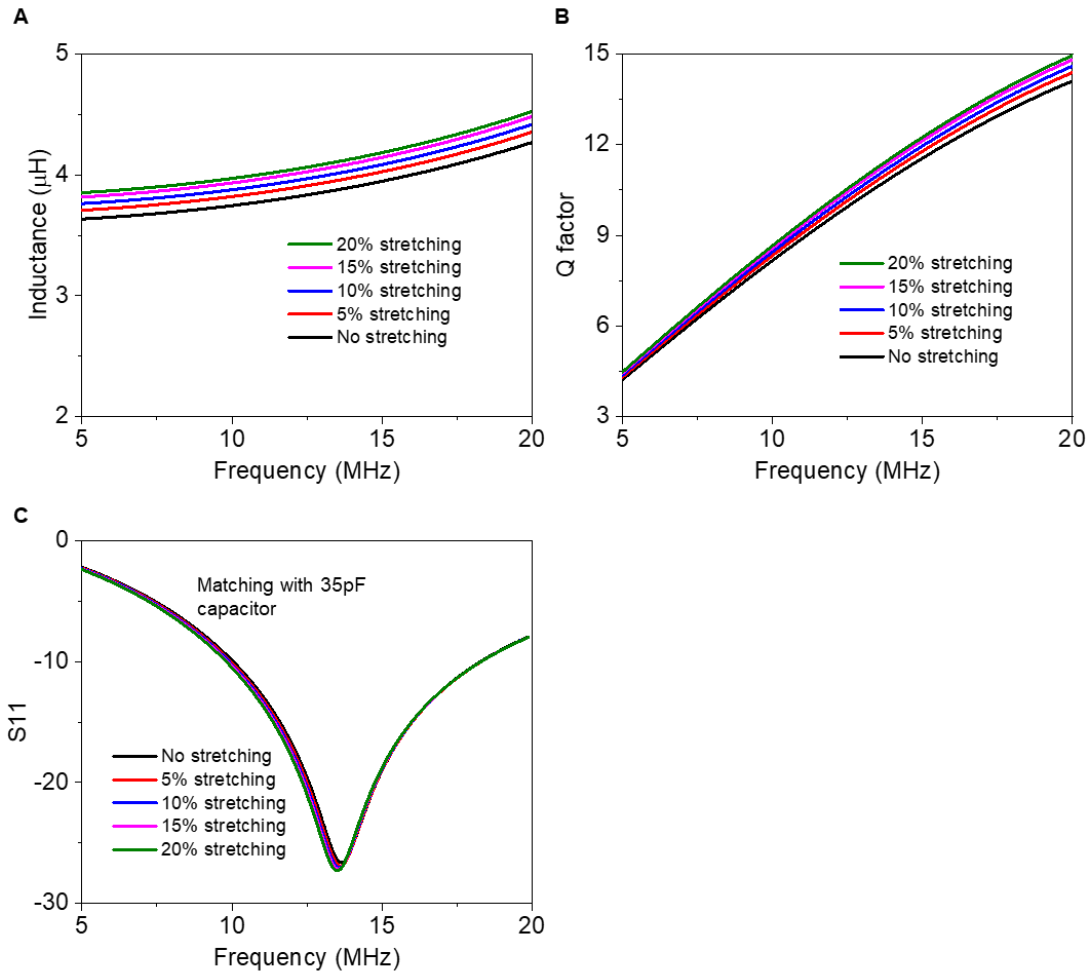 A
Inductance (μH)
5
4
3
2
20% stretching
15% stretching
10% stretching
5% stretching
No stretching
5
10
15
20
Frequency (MHz)
B
Q factor
15
12
9
6
3
20% stretching
15% stretching
10% stretching
5% stretching
No stretching
5
10
15
20
Frequency (MHz)
C
S11
0
-10
-20
-30
Matching with 35pF
capacitor
No stretching
5% stretching
10% stretching
15% stretching
20% stretching
5
10
15
20
Frequency (MHz)